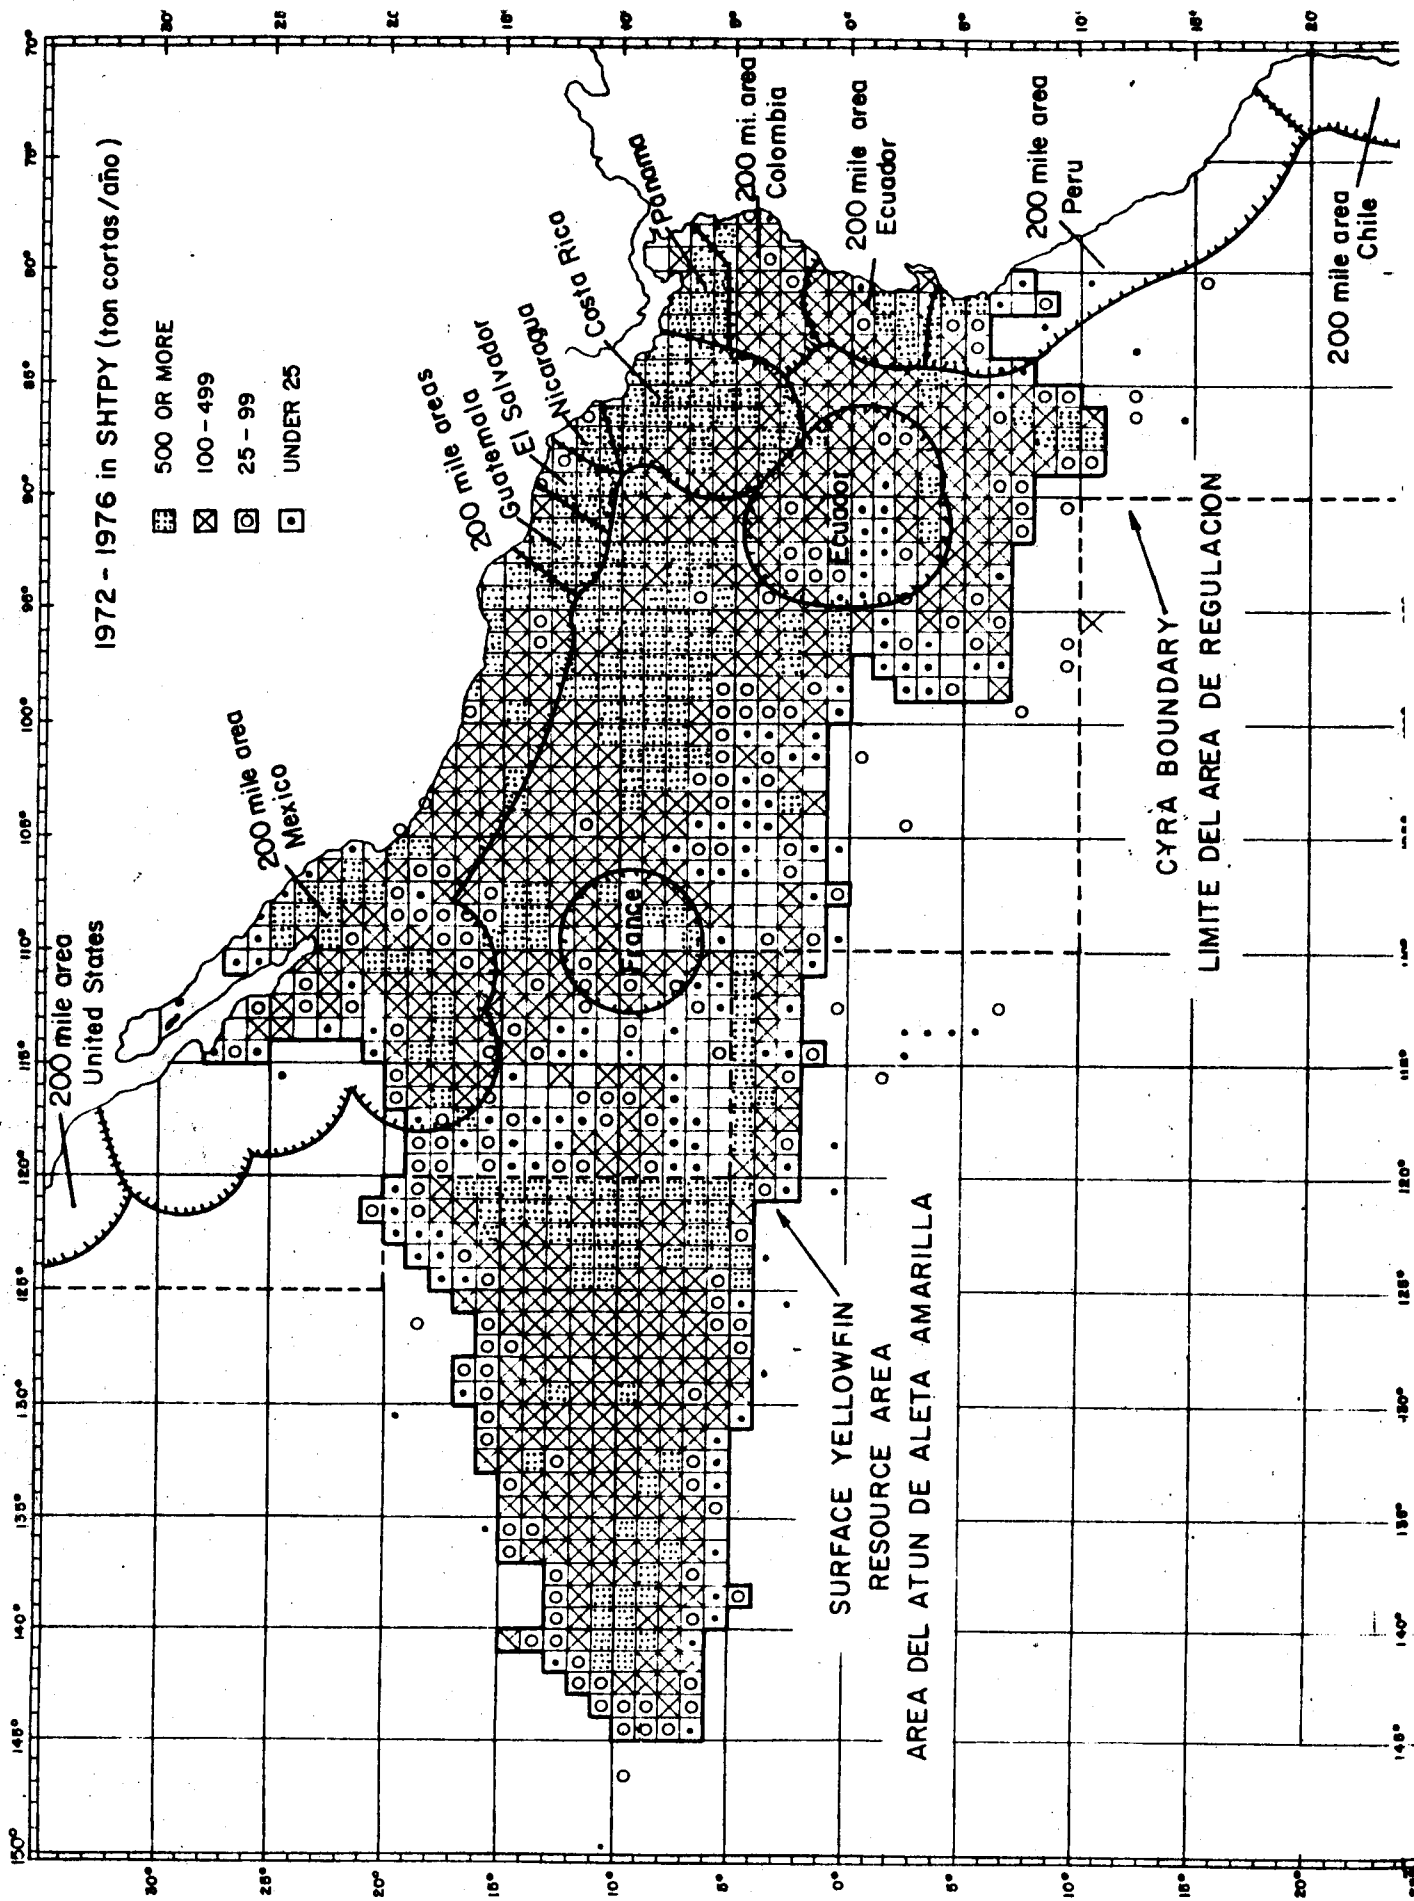 1972 - 1976 in SHTPY (ton cortas/año)
500 OR MORE
100-499
25-99
UNDER 25
200 mile area
United States
200 mile area
Mexico
200 mile areas
Guatemala
El Salvador
Nicaragua
Costa Rica
Panama
200 mi. area
Colombia
200 mile area
Ecuador
200 mile area
Peru
200 mile area
Chile
France
Ecuador
CYRA BOUNDARY
LIMITE DEL AREA DE REGULACION
SURFACE YELLOWFIN
RESOURCE AREA
AREA DEL ATUN DE ALETA AMARILLA
150° 145° 140° 135° 130° 125° 120° 115° 110° 105° 100° 95° 90° 85° 80° 75° 70°
30° 25° 20° 15° 10° 5° 0° 5° 10° 15° 20°